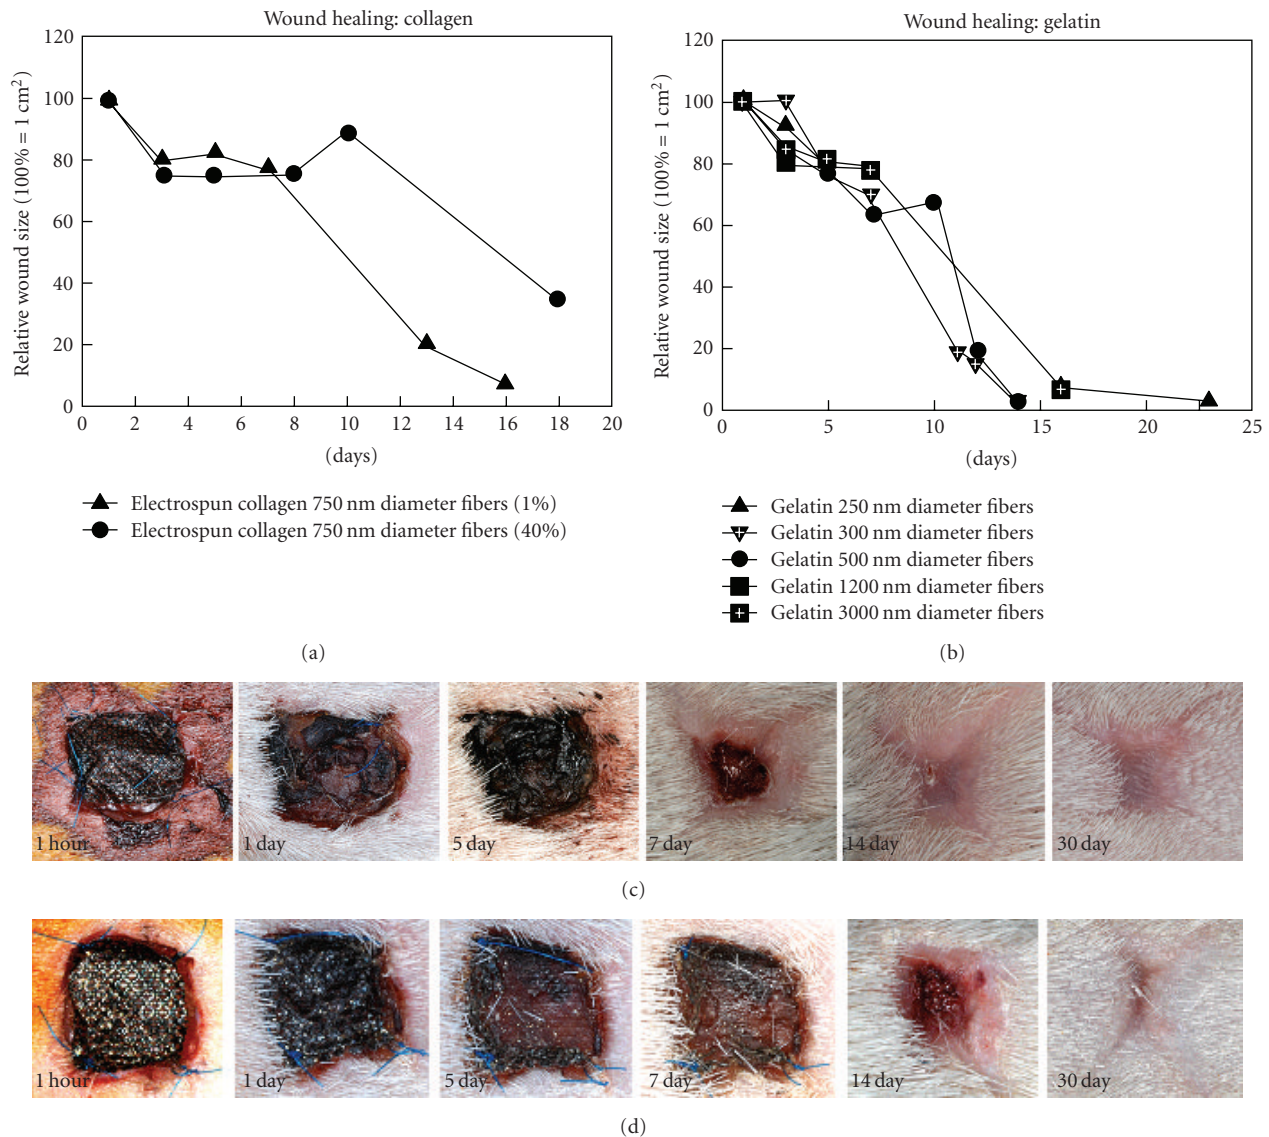 Wound healing: collagen
Relative wound size (100% = 1 cm²)
120
100
80
60
40
20
0
0 2 4 6 8 10 12 14 16 18 20
(days)
Electrospun collagen 750 nm diameter fibers (1%)
Electrospun collagen 750 nm diameter fibers (40%)
(a)
Wound healing: gelatin
Relative wound size (100% = 1 cm²)
120
100
80
60
40
20
0
0 5 10 15 20 25
(days)
Gelatin 250 nm diameter fibers
Gelatin 300 nm diameter fibers
Gelatin 500 nm diameter fibers
Gelatin 1200 nm diameter fibers
Gelatin 3000 nm diameter fibers
(b)
1 hour 1 day 5 day 7 day 14 day 30 day
(c)
1 hour 1 day 5 day 7 day 14 day 30 day
(d)